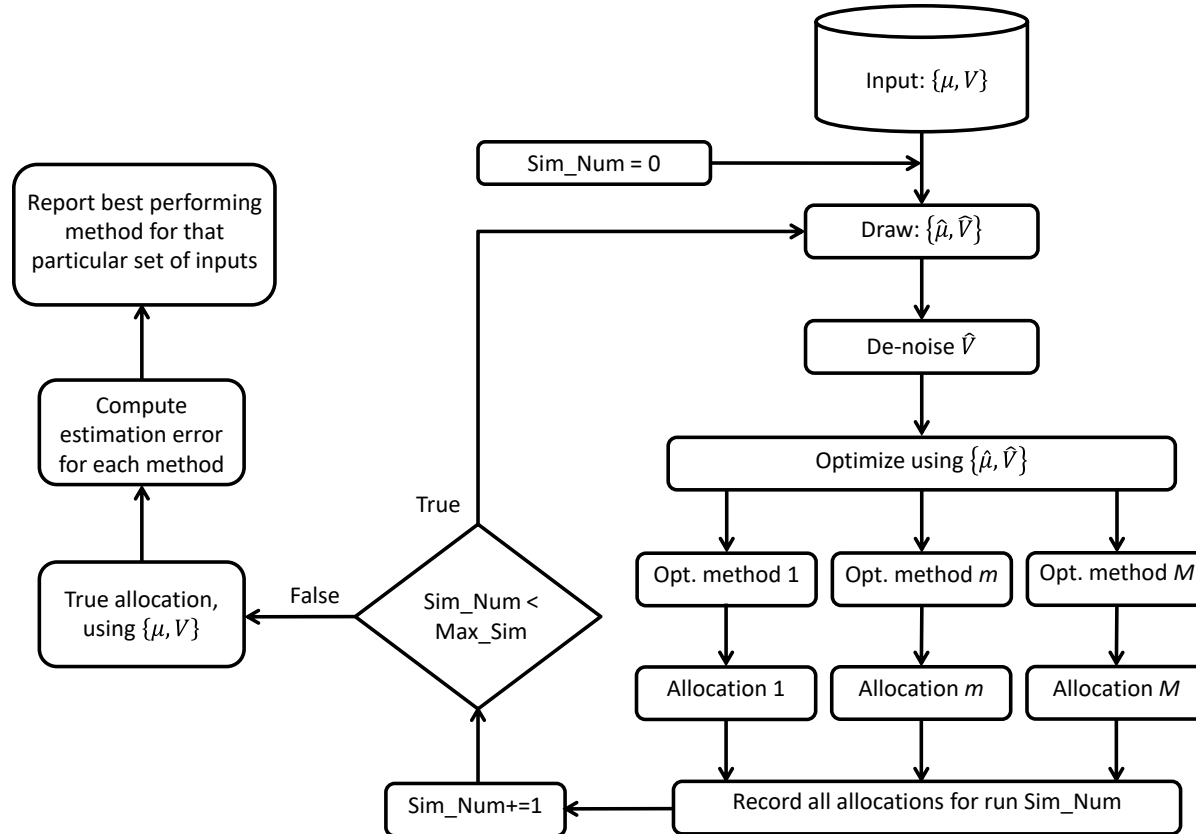 Input: {μ, V}
Sim_Num = 0
Draw: {μ̂, V̂}
De-noise V̂
Optimize using {μ̂, V̂}
Opt. method 1
Opt. method m
Opt. method M
Allocation 1
Allocation m
Allocation M
Record all allocations for run Sim_Num
Sim_Num+=1
Sim_Num <
Max_Sim
True
False
True allocation,
using {μ, V}
Compute
estimation error
for each method
Report best performing
method for that
particular set of inputs